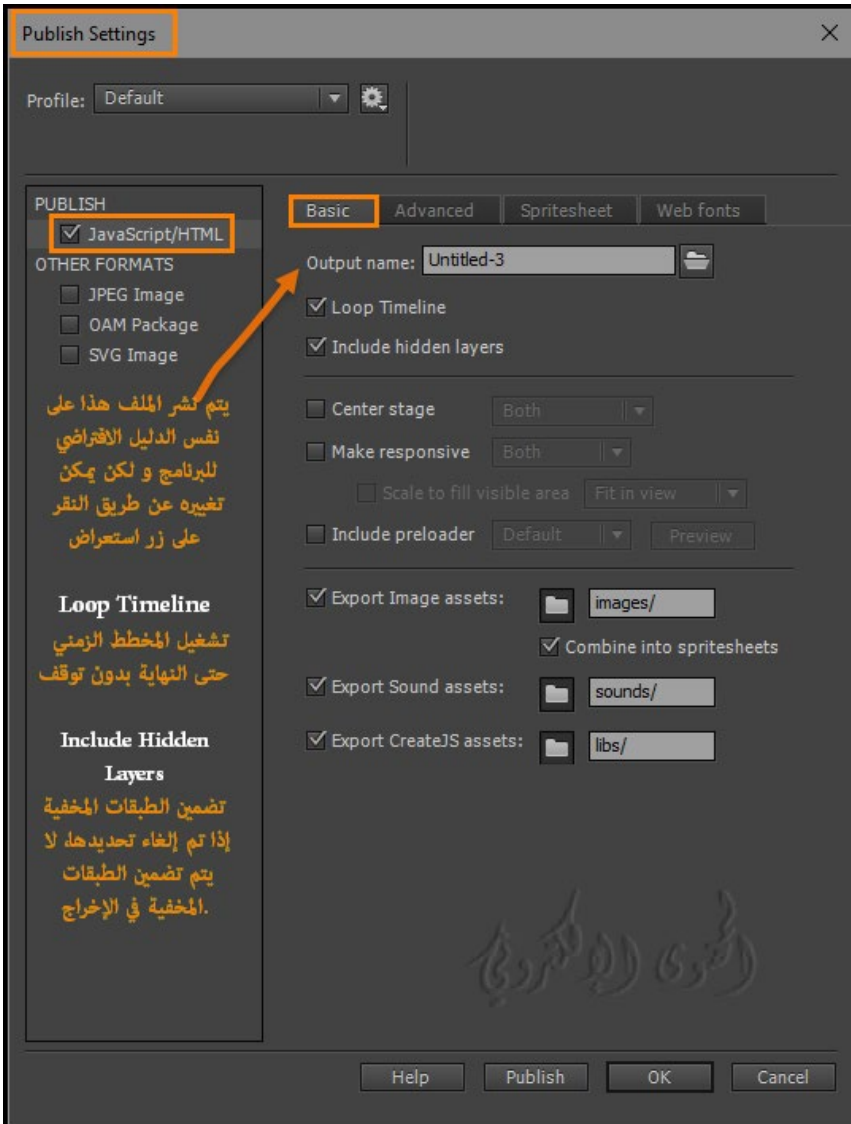 Publish Settings
Profile: Default
PUBLISH
JavaScript/HTML
OTHER FORMATS
JPEG Image
OAM Package
SVG Image
يتم نشر الملف هذا على
نفس الدليل الافتراضي
للبرنامج و لكن يمكن
تغييره عن طريق النقر
على زر استعراض
Loop Timeline
تشغيل المخطط الزمني
حتى النهاية بدون توقف
Include Hidden
Layers
تضمين الطبقات المخفية
إذا تم إلغاء تحديدها، لا
يتم تضمين الطبقات
المخفية في الإخراج.
Basic Advanced Spritesheet Web fonts
Output name: Untitled-3
Loop Timeline
Include hidden layers
Center stage Both
Make responsive Both
Scale to fill visible area Fit in view
Include preloader Default Preview
Export Image assets: images/
Combine into spritesheets
Export Sound assets: sounds/
Export CreateJS assets: libs/
المحتوى الإلكتروني
Help Publish OK Cancel